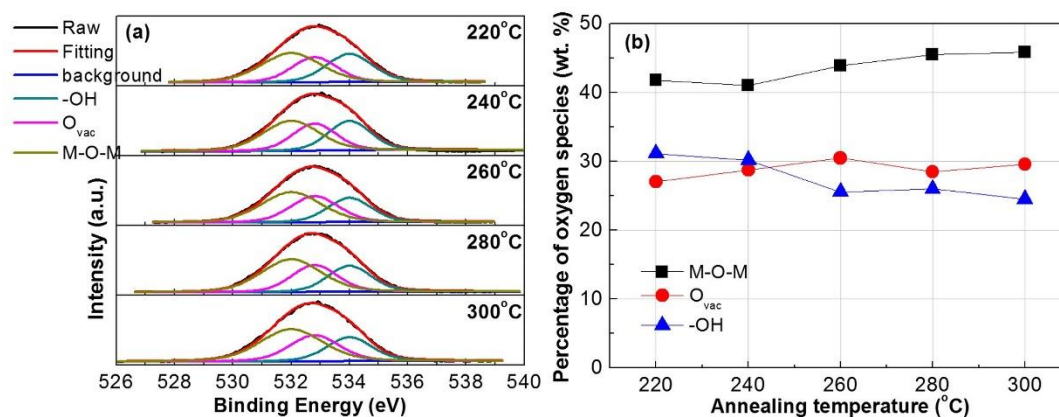 Raw
Fitting
background
-OH
Ovac
M-O-M
(a)
220°C
240°C
260°C
280°C
300°C
Intensity (a.u.)
526 528 530 532 534 536 538 540
Binding Energy (eV)
(b)
Percentage of oxygen species (wt. %)
50
40
30
20
10
0
M-O-M
Ovac
-OH
220 240 260 280 300
Annealing temperature (°C)